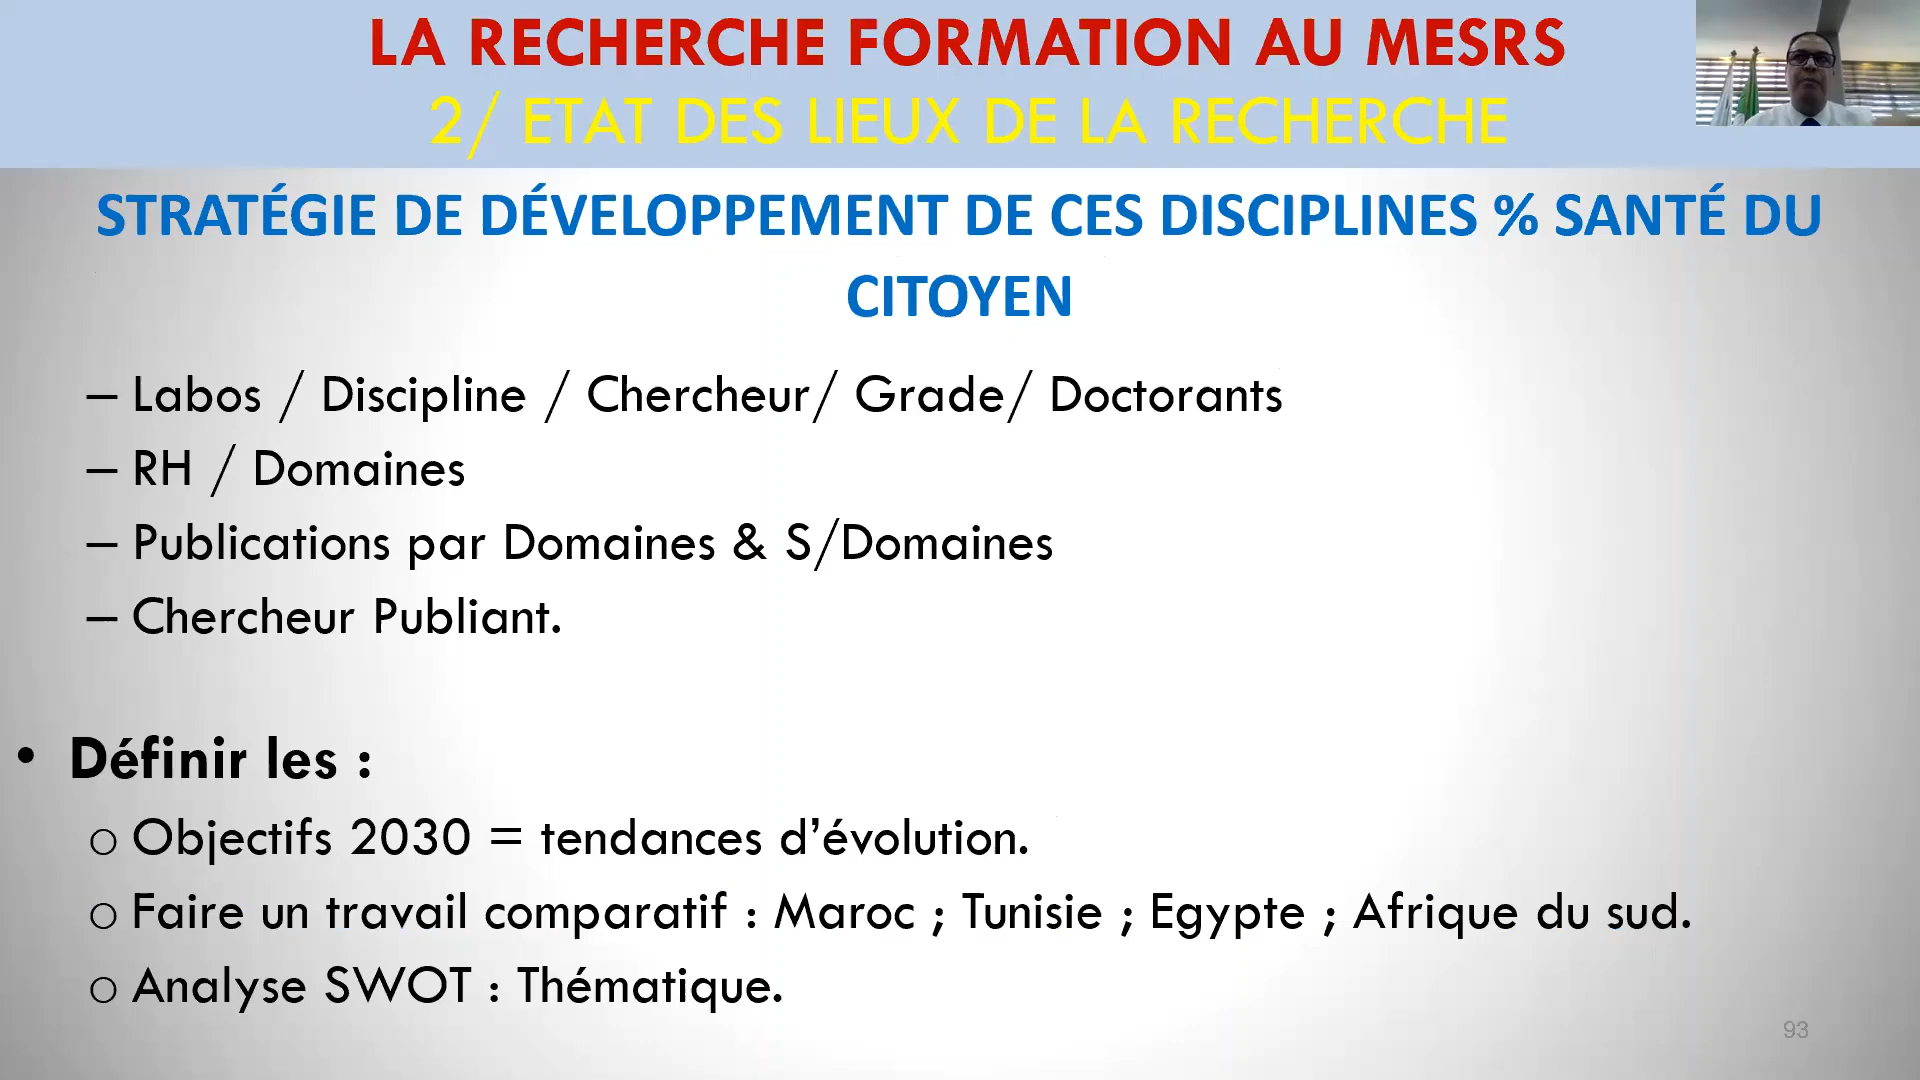 LA RECHERCHE FORMATION AU MESRS
2/ ETAT DES LIEUX DE LA RECHERCHE
STRATÉGIE DE DÉVELOPPEMENT DE CES DISCIPLINES % SANTÉ DU
CITOYEN
– Labos / Discipline / Chercheur/ Grade/ Doctorants
– RH / Domaines
– Publications par Domaines & S/Domaines
– Chercheur Publiant.
• Définir les :
o Objectifs 2030 = tendances d’évolution.
o Faire un travail comparatif : Maroc ; Tunisie ; Egypte ; Afrique du sud.
o Analyse SWOT : Thématique.
93